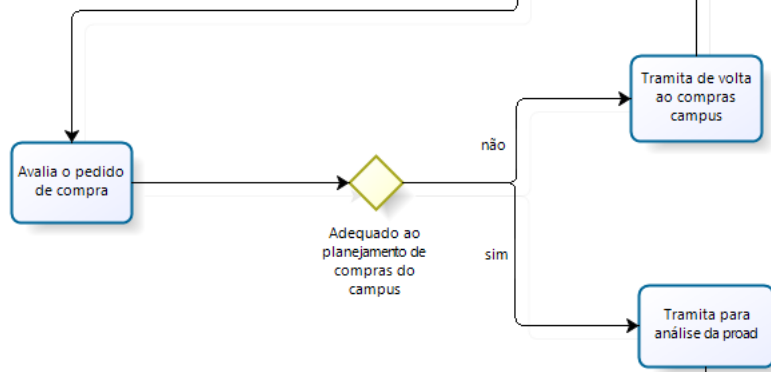 Tramita de volta
ao compras
campus
não
Avalia o pedido
de compra
Adequado ao
planejamento de
compras do
campus
sim
Tramita para
análise da proad